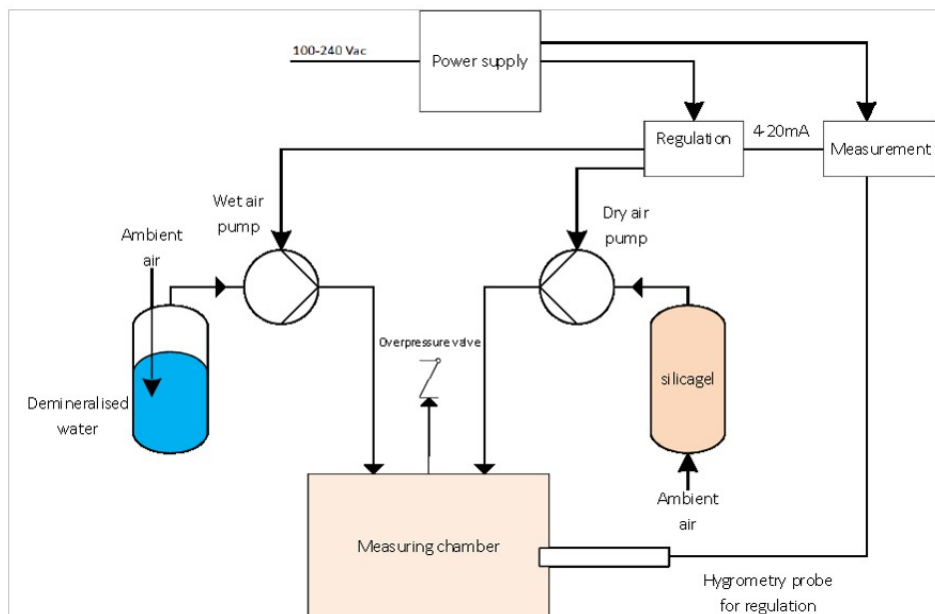 100-240 Vac
Power supply
Regulation
4-20mA
Measurement
Wet air
pump
Dry air
pump
Ambient
air
Overpressure valve
silicagel
Demineralised
water
Ambient
air
Measuring chamber
Hygrometry probe
for regulation